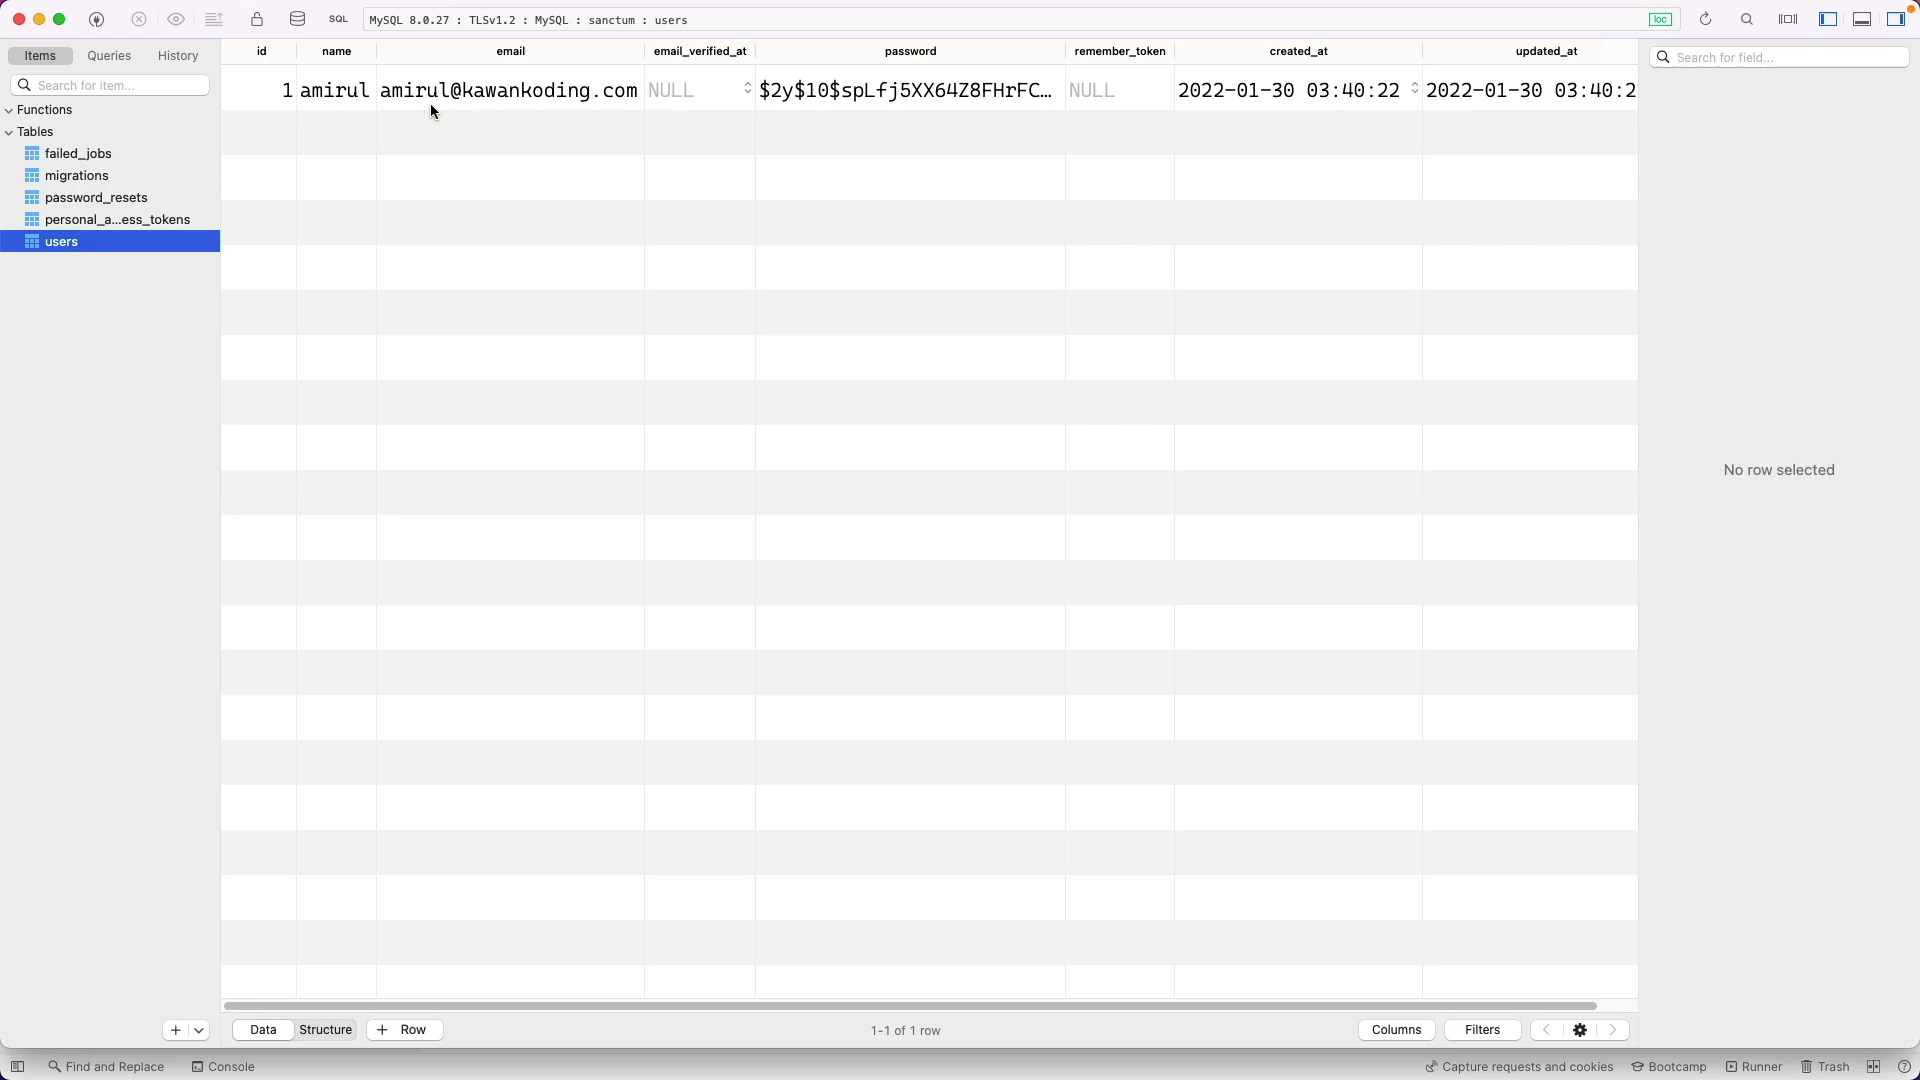 SQL
MySQL 8.0.27 : TLSv1.2 : MySQL : sanctum : users
loc
Items
Queries
History
Search for item...
Functions
Tables
failed_jobs
migrations
password_resets
personal_a...ess_tokens
users
id name email email_verified_at password remember_token created_at updated_at
1 amirul amirul@kawankoding.com NULL $2y$10$spLfj5XX64Z8FHrFC... NULL 2022-01-30 03:40:22 2022-01-30 03:40:2
Search for field...
No row selected
Data
Structure
Row
1-1 of 1 row
Columns
Filters
Find and Replace
Console
Capture requests and cookies
Bootcamp
Runner
Trash